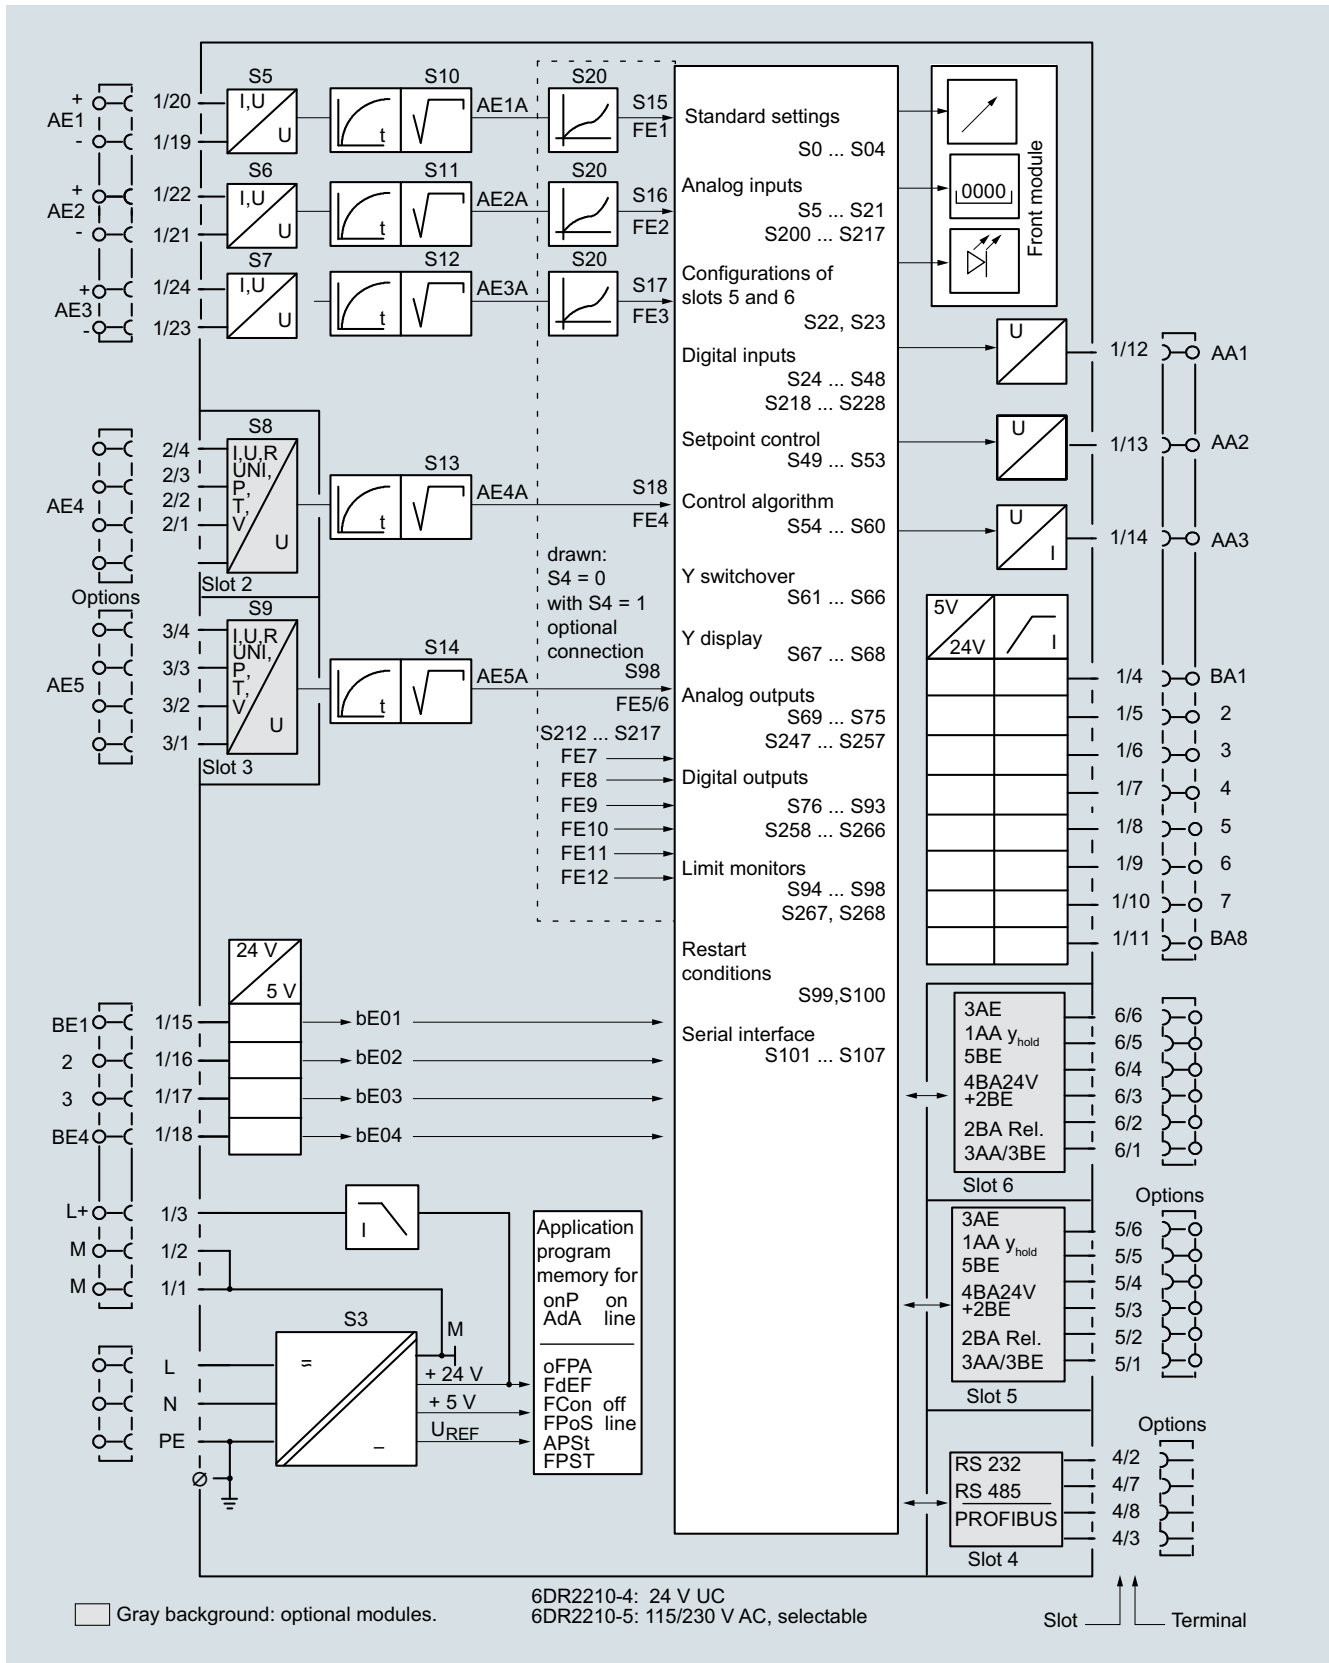 S5
S10
S20
+
AE1
-
1/20
1/19
I,U
U
t
√
AE1A
S15
FE1
S6
S11
S20
+
AE2
-
1/22
1/21
I,U
U
t
√
AE2A
S16
FE2
S7
S12
S20
+
AE3
-
1/24
1/23
I,U
U
t
√
AE3A
S17
FE3
S8
S13
AE4
2/4
2/3
2/2
2/1
I,U,R
UNI,
P,
T,
V
U
t
√
AE4A
S18
FE4
Slot 2
Options
drawn:
S4 = 0
with S4 = 1
optional
connection
S9
S14
AE5
3/4
3/3
3/2
3/1
I,U,R
UNI,
P,
T,
V
U
t
√
AE5A
S98
FE5/6
Slot 3
S212 ... S217
FE7
FE8
FE9
FE10
FE11
FE12
Standard settings
S0 ... S04
Analog inputs
S5 ... S21
S200 ... S217
Configurations of
slots 5 and 6
S22, S23
Digital inputs
S24 ... S48
S218 ... S228
Setpoint control
S49 ... S53
Control algorithm
S54 ... S60
Y switchover
S61 ... S66
Y display
S67 ... S68
Analog outputs
S69 ... S75
S247 ... S257
Digital outputs
S76 ... S93
S258 ... S266
Limit monitors
S94 ... S98
S267, S268
Restart
conditions
S99,S100
Serial interface
S101 ... S107
0000
Front module
U
1/12
AA1
U
1/13
AA2
U
I
1/14
AA3
5V
24V
I
1/4
BA1
1/5
2
1/6
3
1/7
4
1/8
5
1/9
6
1/10
7
1/11
BA8
24 V
5 V
BE1
1/15
bE01
2
1/16
bE02
3
1/17
bE03
BE4
1/18
bE04
L+
1/3
I
M
1/2
M
1/1
S3
M
L
≂
+ 24 V
N
+ 5 V
PE
–
UREF
Application
program
memory for
onP on
AdA line
oFPA
FdEF
FCon off
FPoS line
APSt
FPST
3AE
1AA yhold
5BE
4BA24V
+2BE
2BA Rel.
3AA/3BE
6/6
6/5
6/4
6/3
6/2
6/1
Slot 6
Options
3AE
1AA yhold
5BE
4BA24V
+2BE
2BA Rel.
3AA/3BE
5/6
5/5
5/4
5/3
5/2
5/1
Slot 5
Options
RS 232
RS 485
PROFIBUS
4/2
4/7
4/8
4/3
Slot 4
Gray background: optional modules.
6DR2210-4: 24 V UC
6DR2210-5: 115/230 V AC, selectable
Slot
Terminal